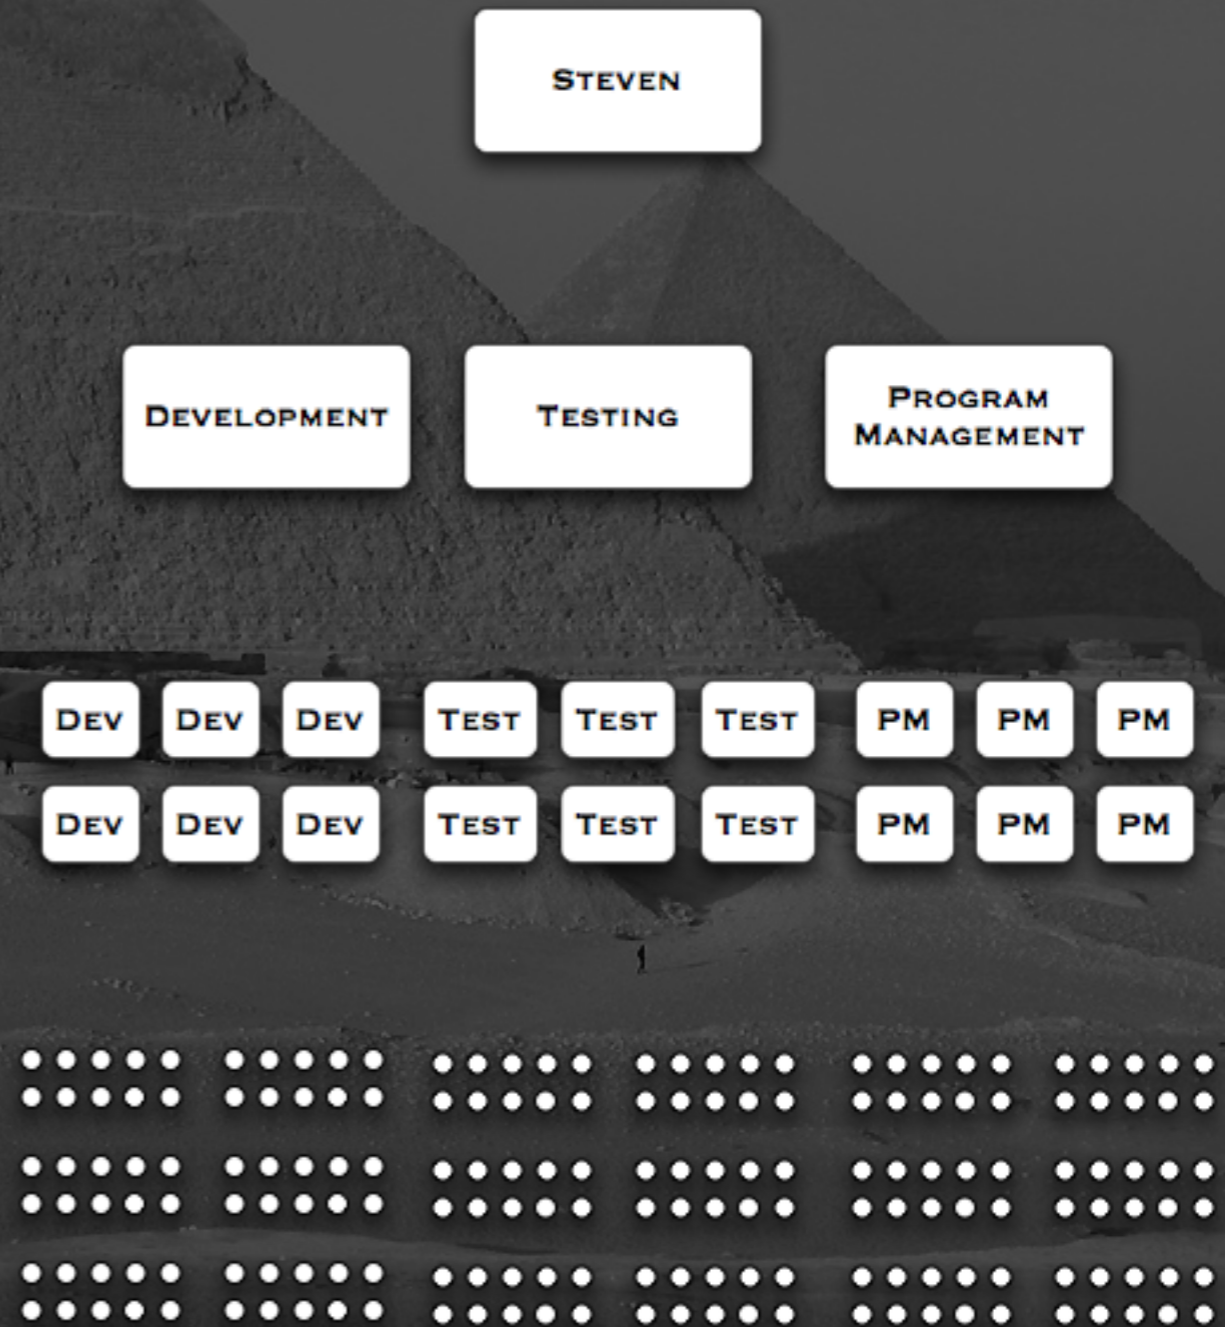 Steven
Development
Testing
Program
Management
Dev Dev Dev Test Test Test PM PM PM
Dev Dev Dev Test Test Test PM PM PM